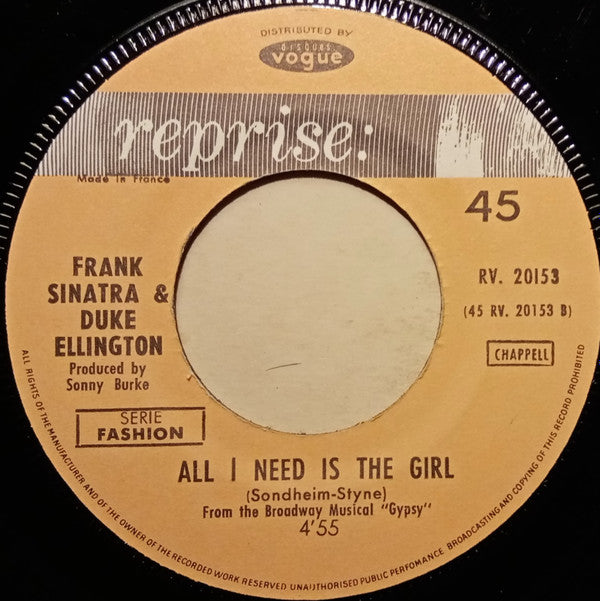 DISTRIBUTED BY
disques
vogue
reprise:
Made in France
45
FRANK
SINATRA &
DUKE
ELLINGTON
Produced by
Sonny Burke
RV. 20153
(45 RV. 20153 B)
CHAPPELL
SERIE
FASHION
ALL I NEED IS THE GIRL
(Sondheim-Styne)
From the Broadway Musical "Gypsy"
4'55
ALL RIGHTS OF THE MANUFACTURER AND OF THE OWNER OF THE RECORDED WORK RESERVED UNAUTHORISED PUBLIC PERFOMANCE, BROADCASTING AND COPYING OF THIS RECORD PROHIBITED